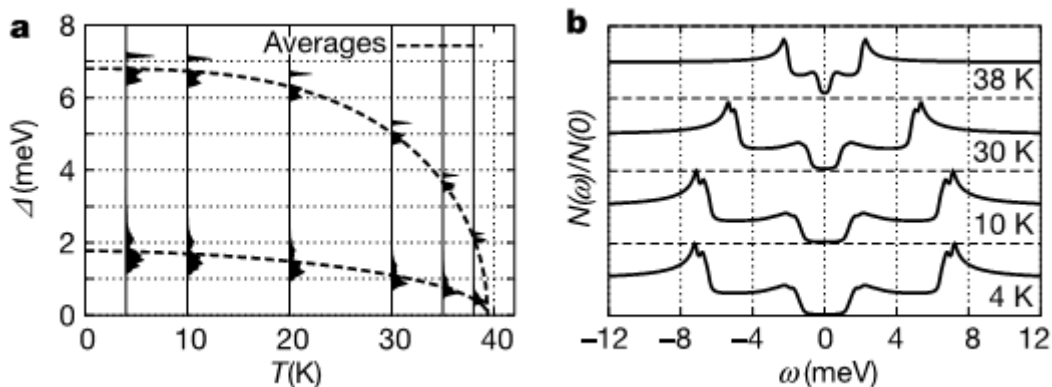 a
Averages
8
6
4
2
0
Δ (meV)
0 10 20 30 40
T(K)
b
38 K
30 K
10 K
4 K
N(ω)/N(0)
−12 −8 −4 0 4 8 12
ω (meV)